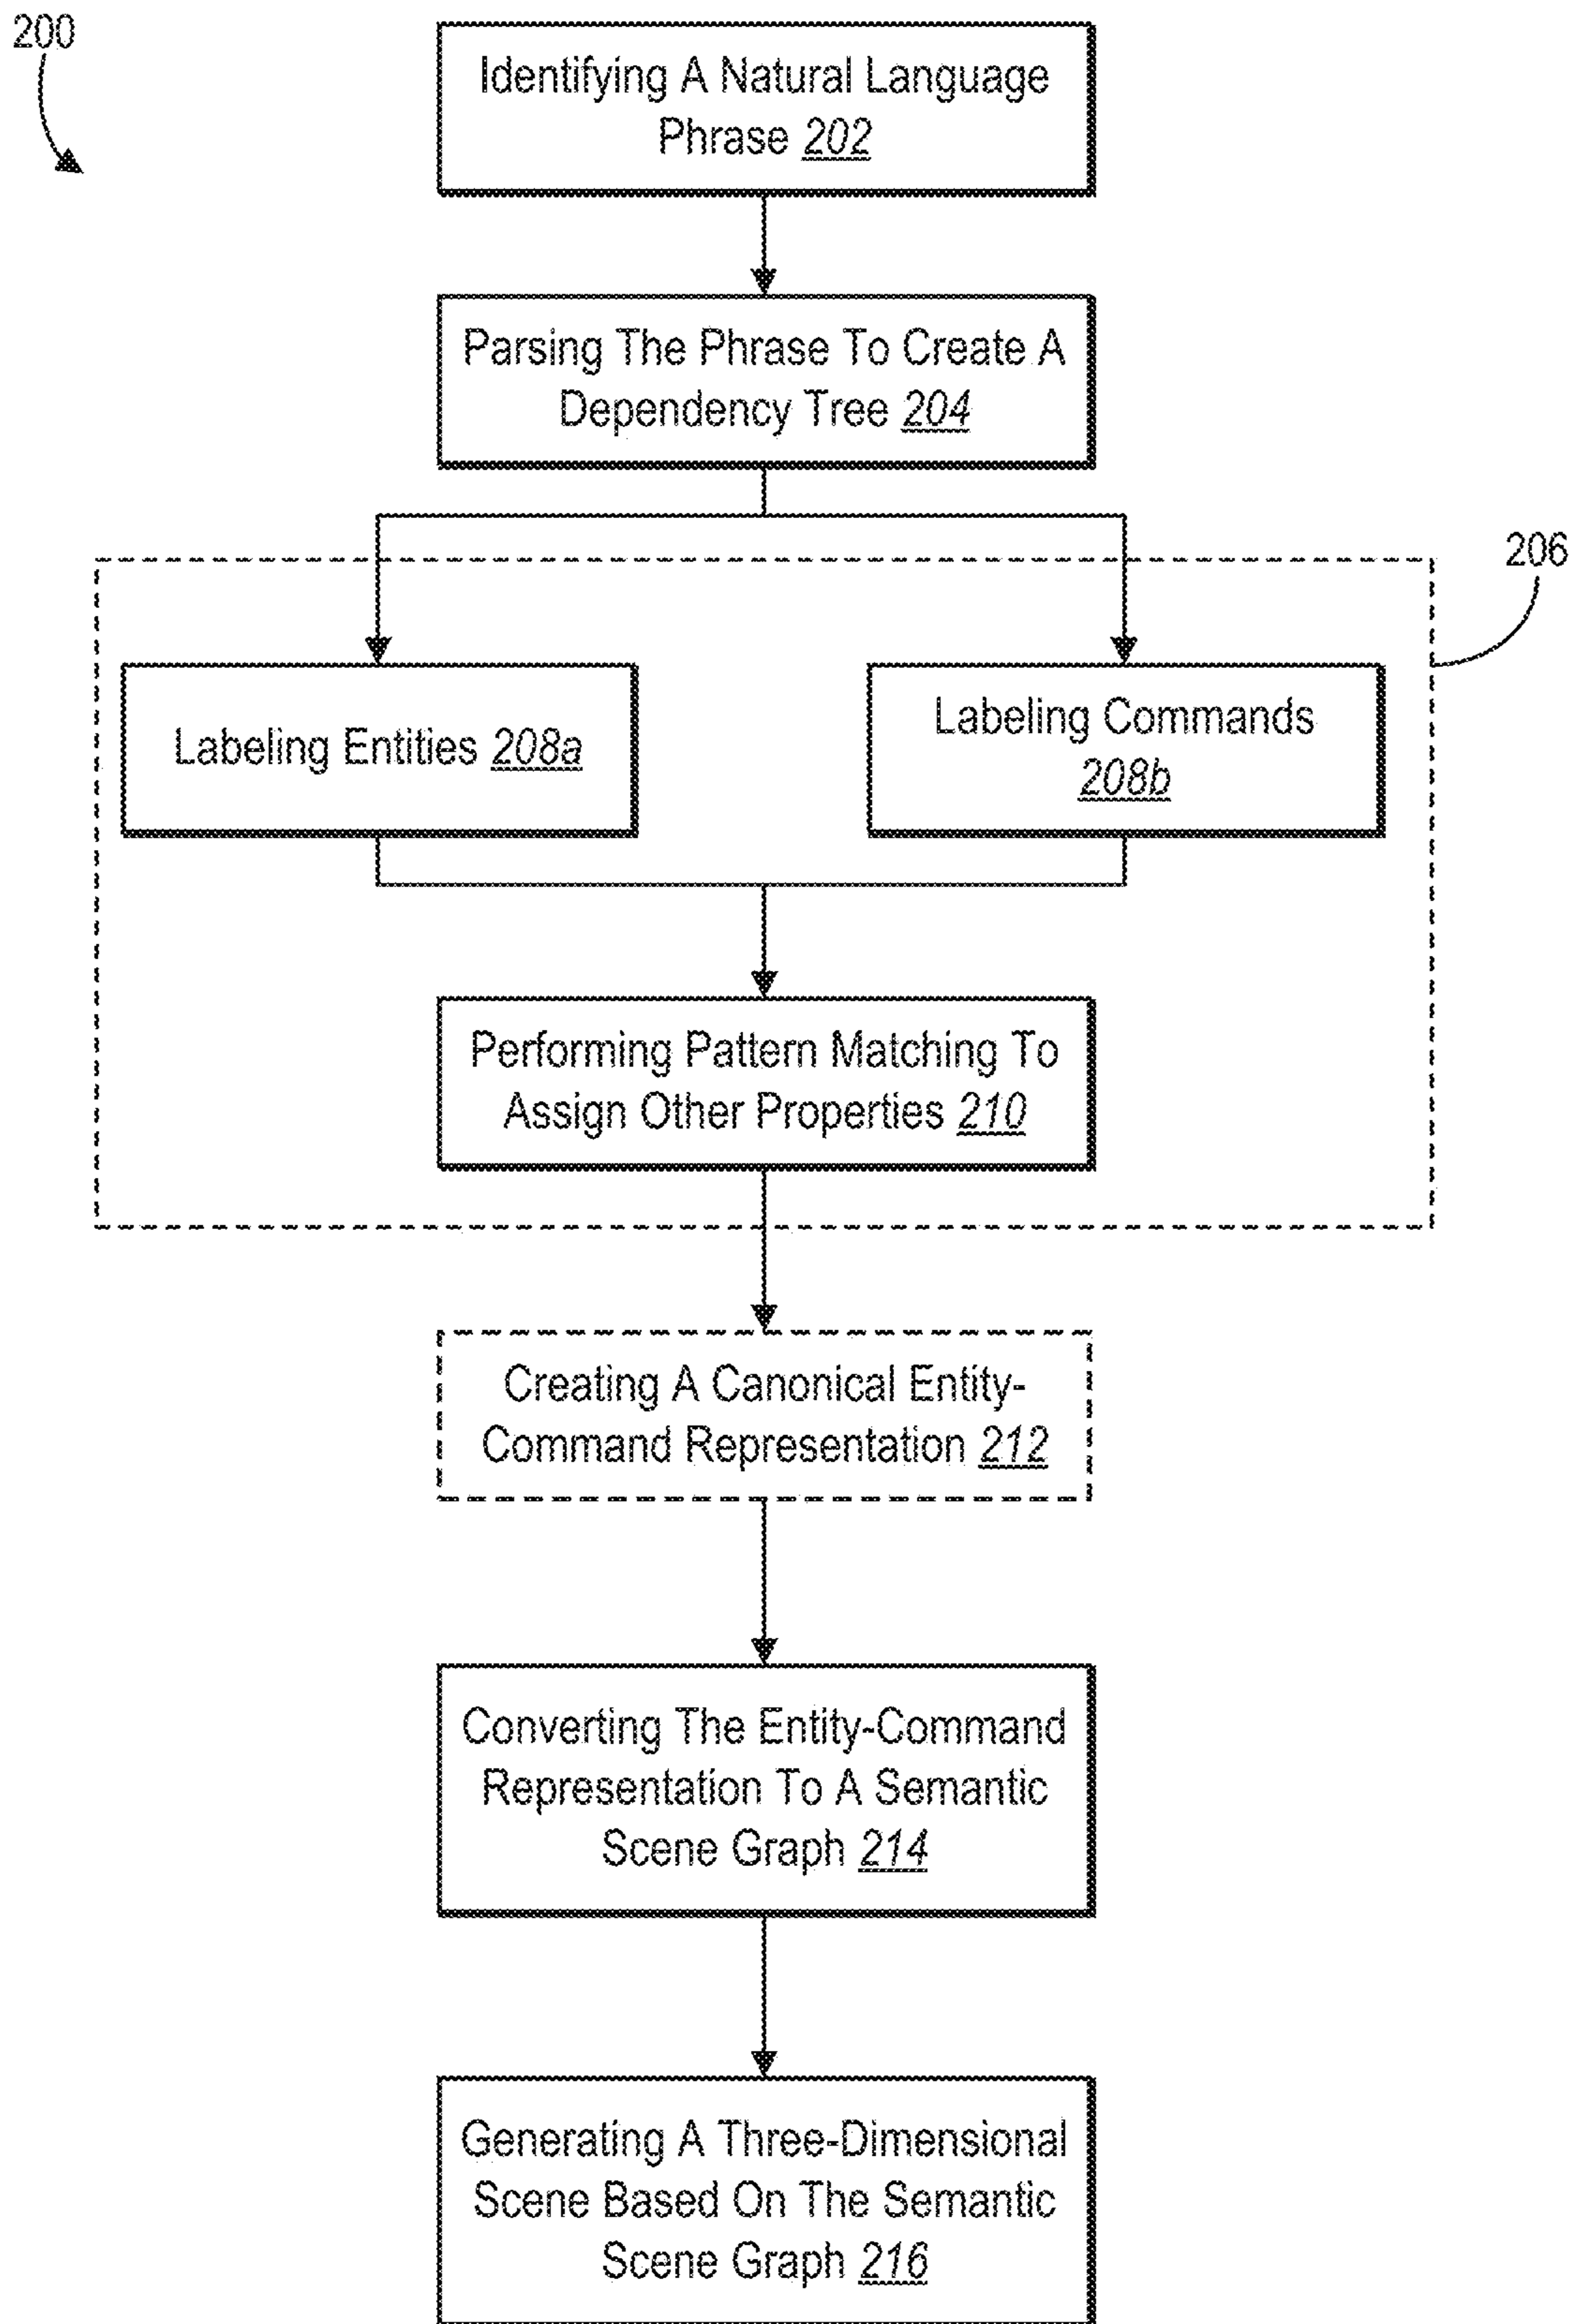 200
Identifying A Natural Language
Phrase 202
Parsing The Phrase To Create A
Dependency Tree 204
206
Labeling Entities 208a
Labeling Commands
208b
Performing Pattern Matching To
Assign Other Properties 210
Creating A Canonical Entity-
Command Representation 212
Converting The Entity-Command
Representation To A Semantic
Scene Graph 214
Generating A Three-Dimensional
Scene Based On The Semantic
Scene Graph 216